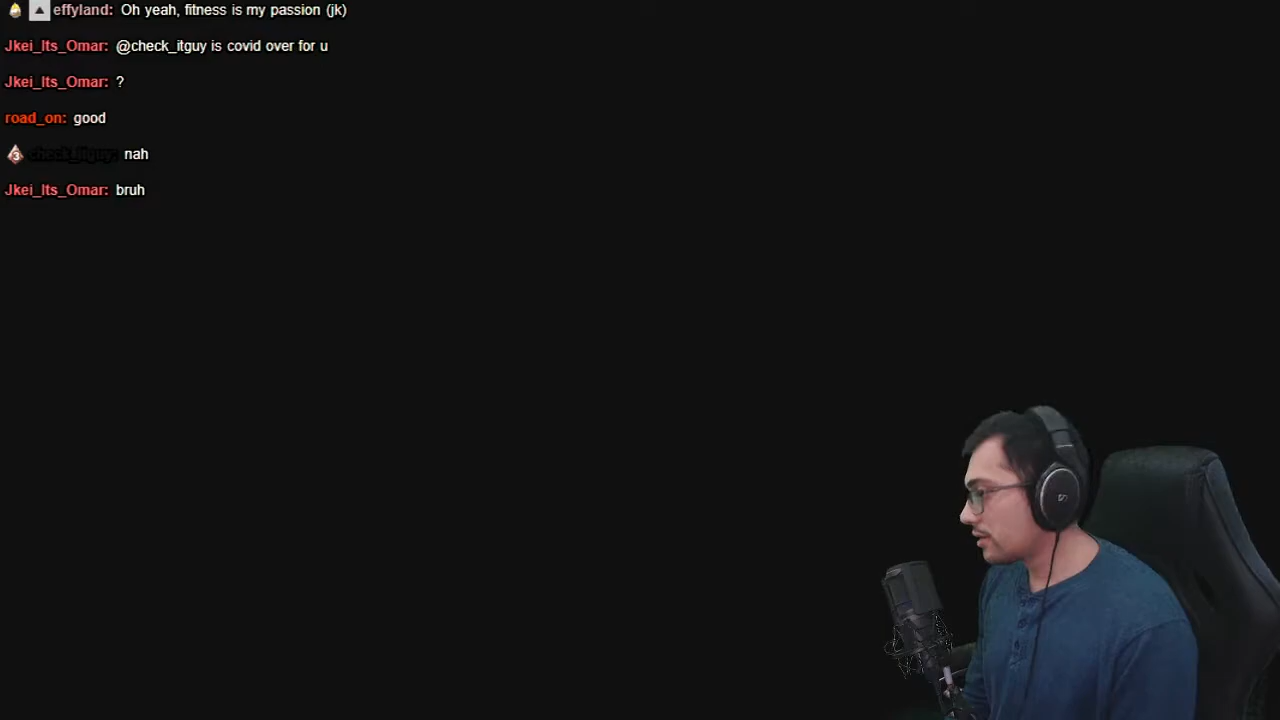 effyland: Oh yeah, fitness is my passion (jk)
Jkei_Its_Omar: @check_itguy is covid over for u
Jkei_Its_Omar: ?
road_on: good
check_itguy: nah
Jkei_Its_Omar: bruh